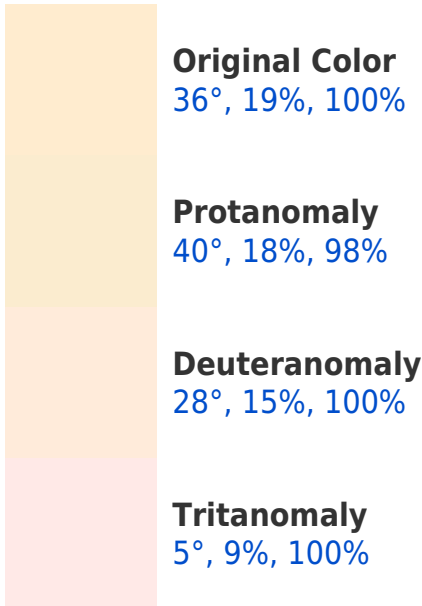 Original Color
36°, 19%, 100%
Protanomaly
40°, 18%, 98%
Deuteranomaly
28°, 15%, 100%
Tritanomaly
5°, 9%, 100%